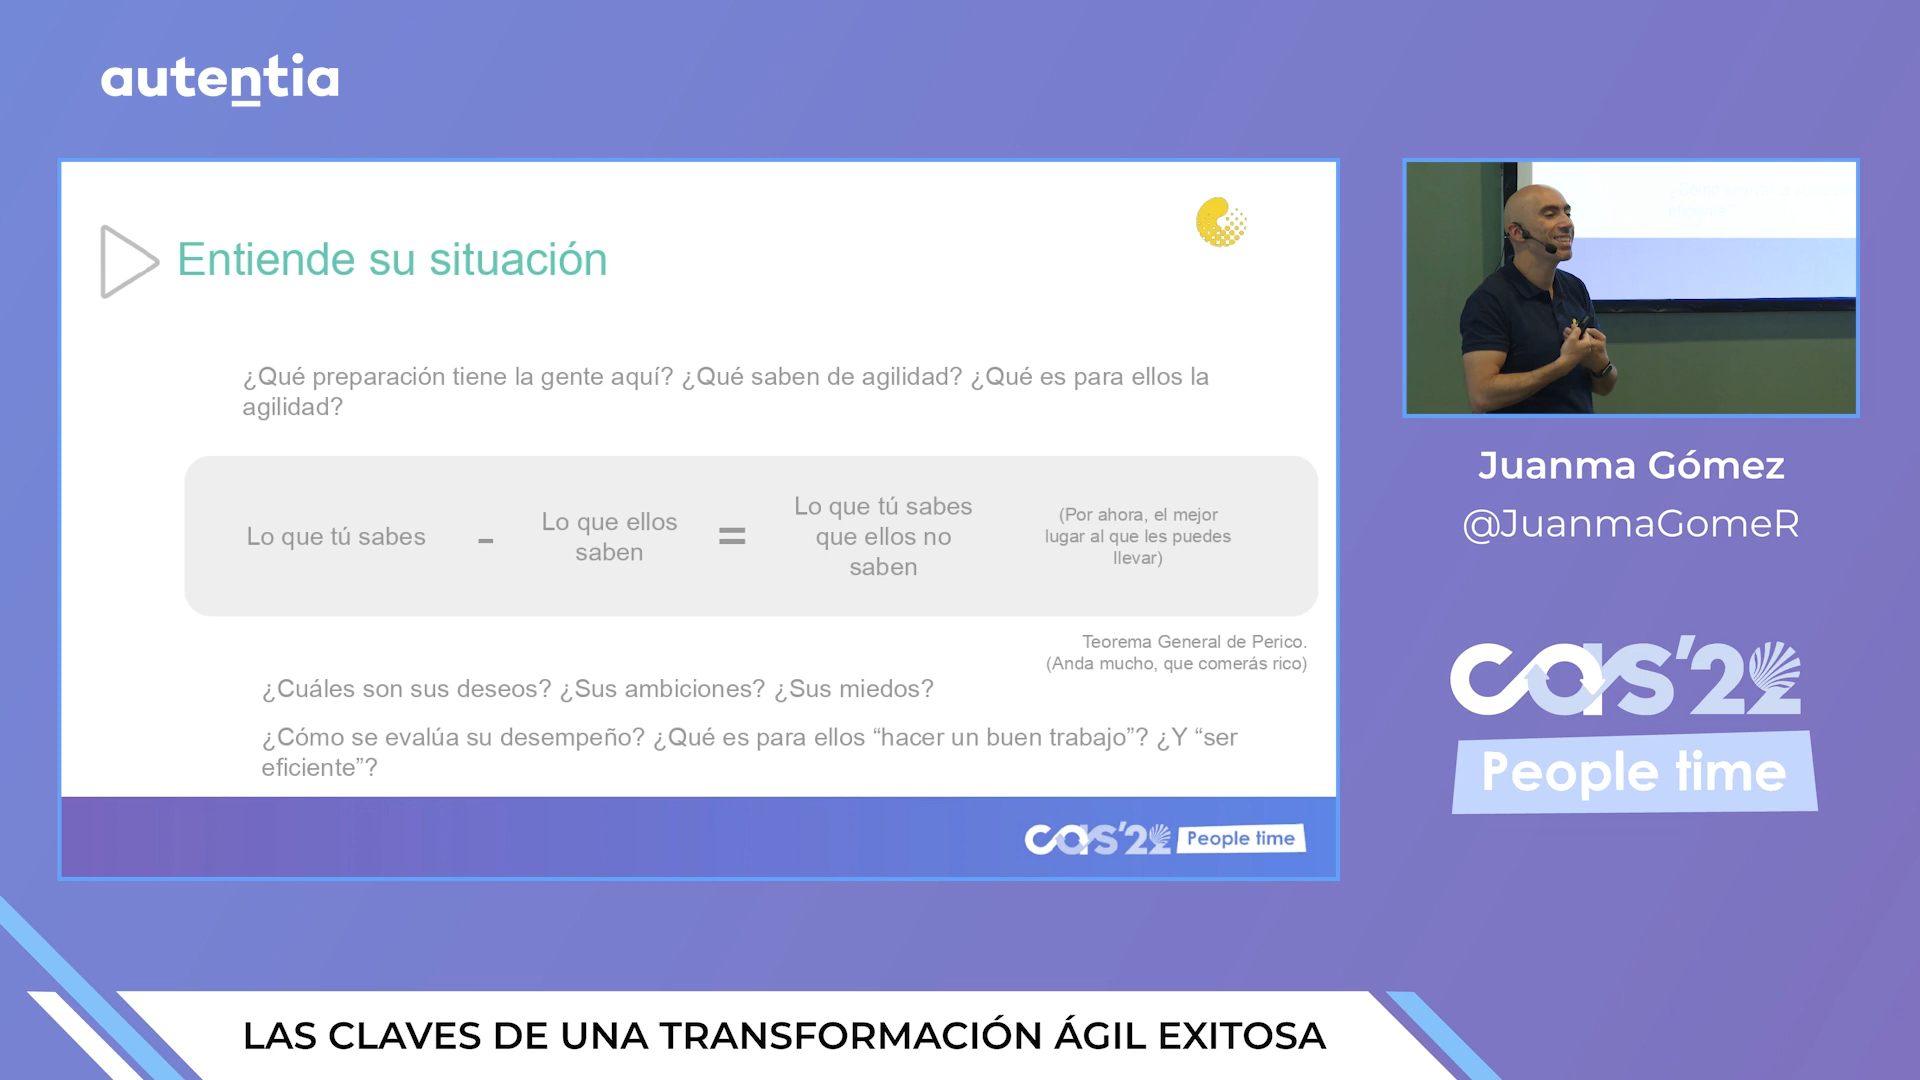 autentia
Entiende su situación
¿Qué preparación tiene la gente aquí? ¿Qué saben de agilidad? ¿Qué es para ellos la
agilidad?
Lo que tú sabes
-
Lo que ellos
saben
=
Lo que tú sabes
que ellos no
saben
(Por ahora, el mejor
lugar al que les puedes
llevar)
Teorema General de Perico.
(Anda mucho, que comerás rico)
¿Cuáles son sus deseos? ¿Sus ambiciones? ¿Sus miedos?
¿Cómo se evalúa su desempeño? ¿Qué es para ellos “hacer un buen trabajo”? ¿Y “ser
eficiente”?
cas'22 People time
Juanma Gómez
@JuanmaGomeR
cas'22
People time
LAS CLAVES DE UNA TRANSFORMACIÓN ÁGIL EXITOSA